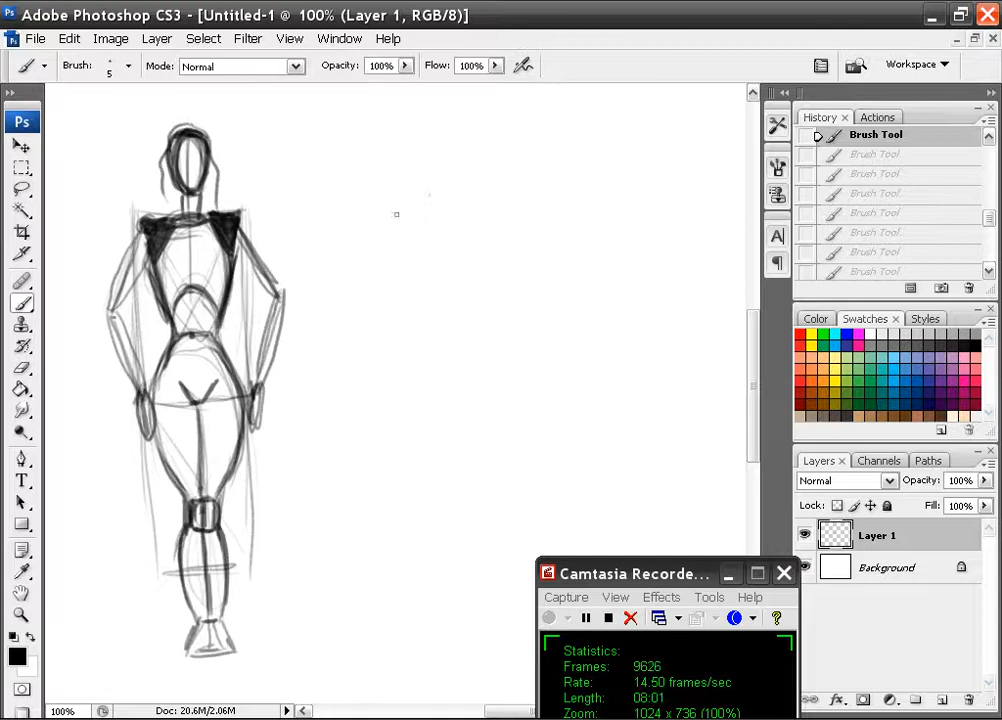 Ps Adobe Photoshop CS3 - [Untitled-1 @ 100% (Layer 1, RGB/8)]
Ps File Edit Image Layer Select Filter View Window Help
Brush: 5 Mode: Normal Opacity: 100% Flow: 100% Workspace
Ps
History Actions
Brush Tool
Brush Tool
Brush Tool
Brush Tool
Brush Tool
Brush Tool
Brush Tool
Brush Tool
Color Swatches Styles
Layers Channels Paths
Normal Opacity: 100%
Lock: Fill: 100%
Layer 1
Background
Camtasia Recorde...
Capture View Effects Tools Help
Statistics:
Frames: 9626
Rate: 14.50 frames/sec
Length: 08:01
Zoom: 1024 x 736 (100%)
100% Doc: 20.6M/2.06M